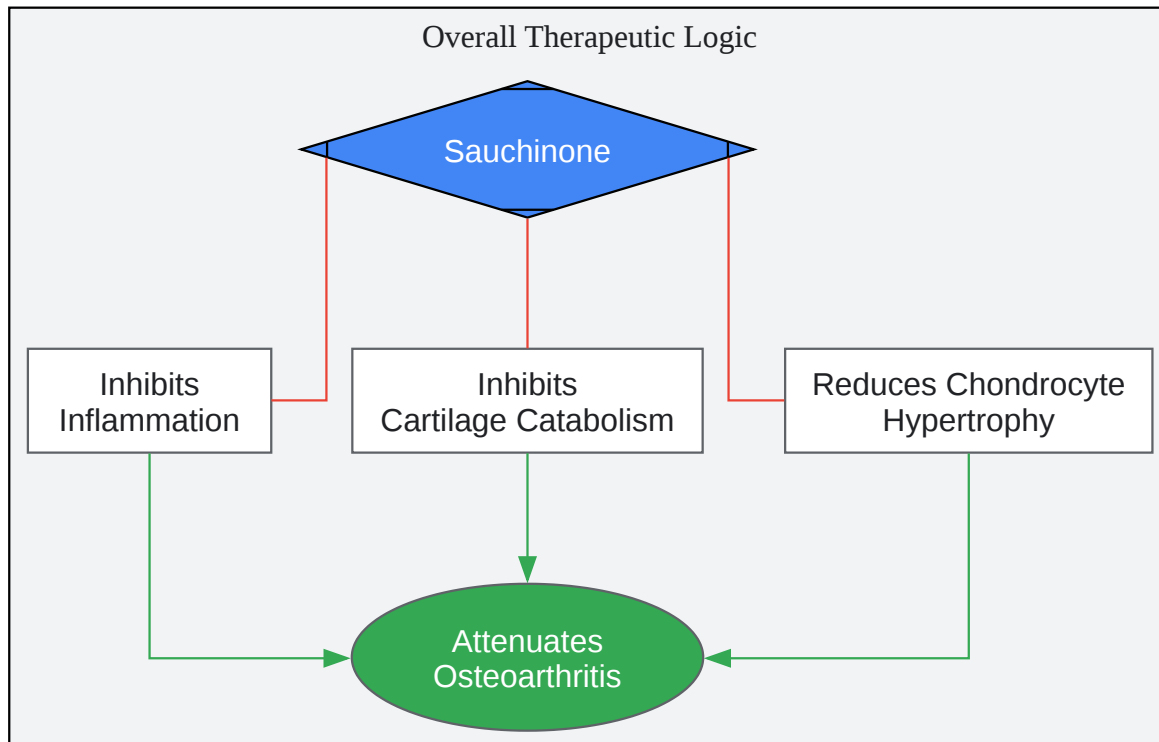 Overall Therapeutic Logic
Sauchinone
Inhibits
Inflammation
Inhibits
Cartilage Catabolism
Reduces Chondrocyte
Hypertrophy
Attenuates
Osteoarthritis